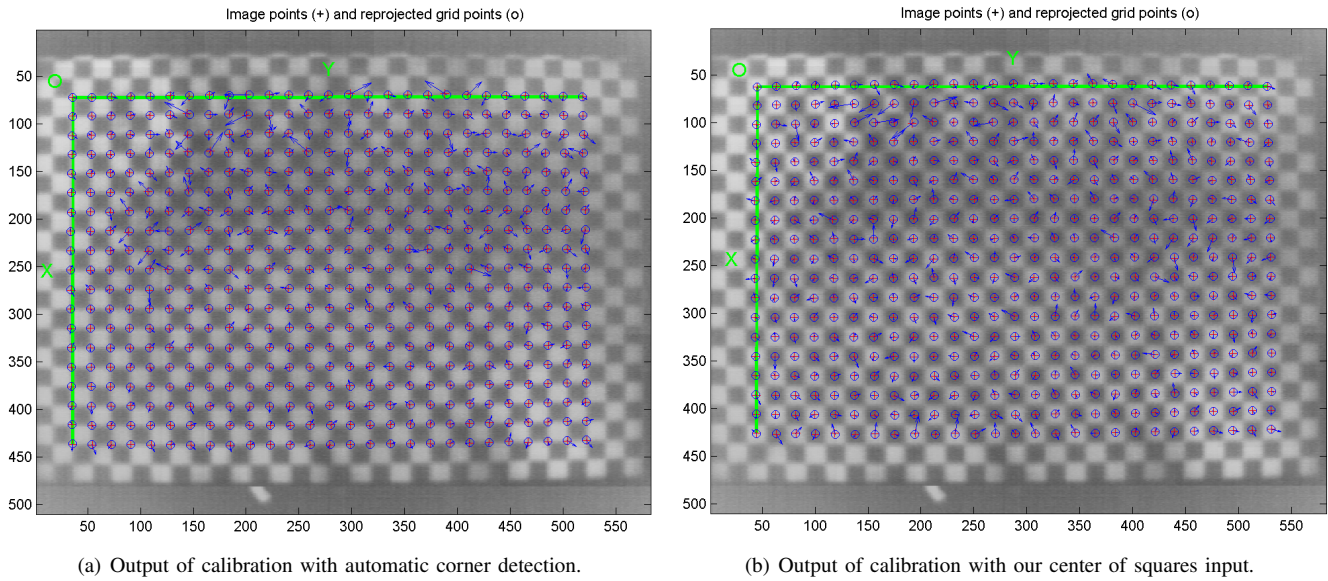 Image points (+) and reprojected grid points (o)
O
Y
X
50
100
150
200
250
300
350
400
450
500
50 100 150 200 250 300 350 400 450 500 550
(a) Output of calibration with automatic corner detection.
Image points (+) and reprojected grid points (o)
O
Y
X
50
100
150
200
250
300
350
400
450
500
50 100 150 200 250 300 350 400 450 500 550
(b) Output of calibration with our center of squares input.